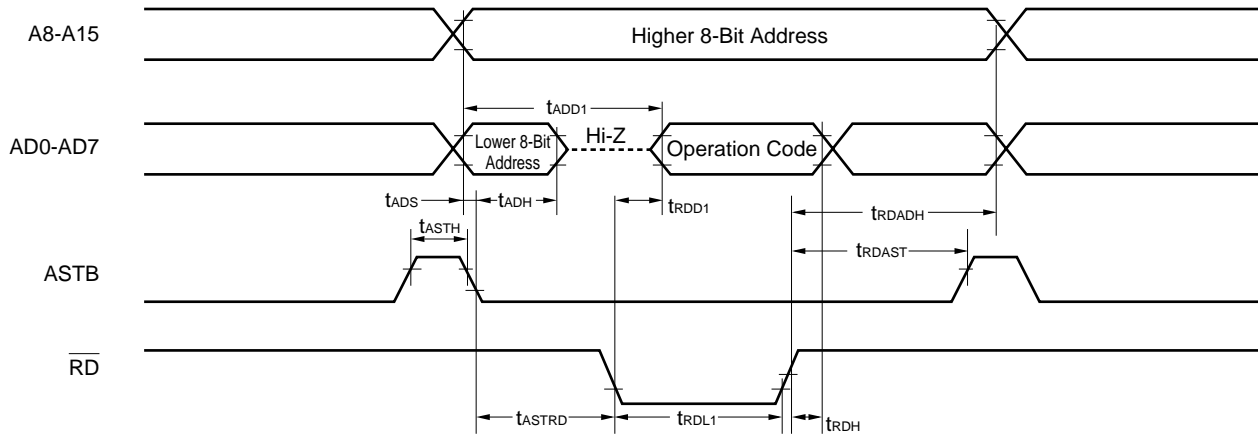 A8-A15
Higher 8-Bit Address
tADD1
AD0-AD7
Lower 8-Bit
Address
Hi-Z
Operation Code
tADS
tADH
tRDD1
tRDADH
tASTH
tRDAST
ASTB
RD
tASTRD
tRDL1
tRDH